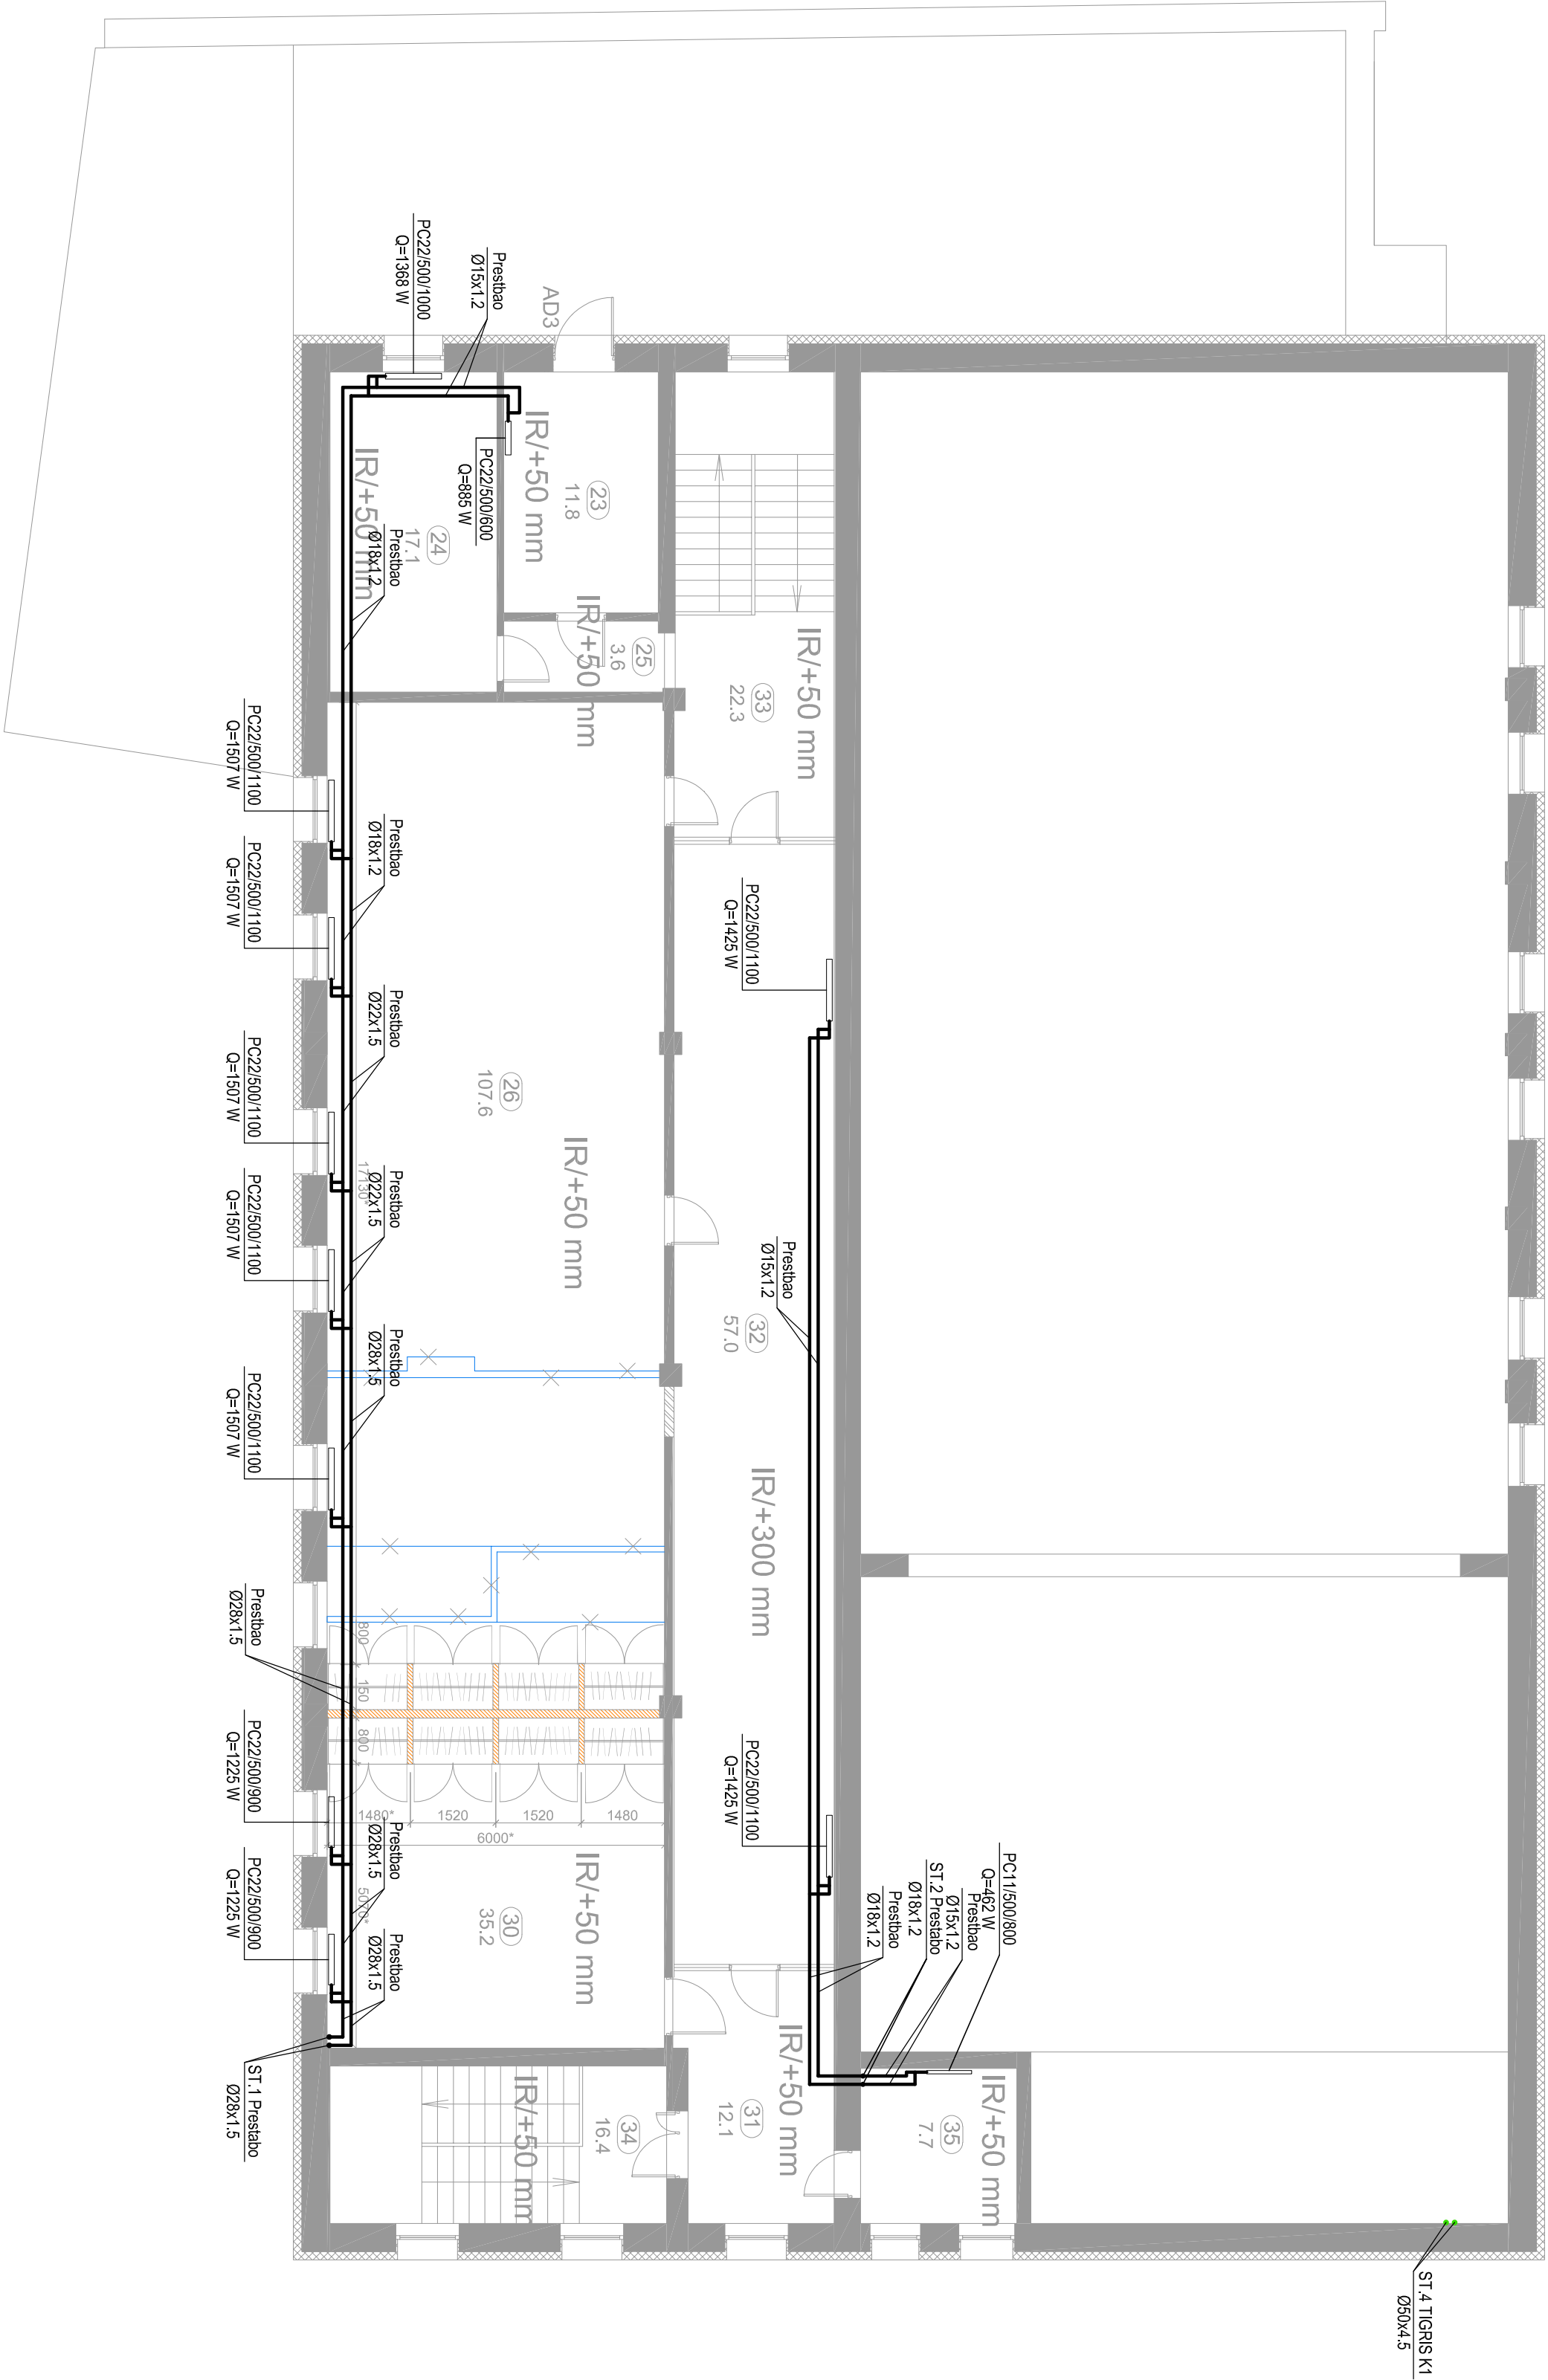 ST.4 TIGRIS K1
Ø50x4.5
PC11/500/800
Q=462 W
Prestbao
Ø15x1.2
ST.2 Prestabo
Ø18x1.2
Prestbao
Ø18x1.2
IR/+50 mm
35
7.7
IR/+50 mm
33
22.3
PC22/500/1100
Q=1425 W
Prestbao
Ø15x1.2
32
57.0
IR/+300 mm
PC22/500/1100
Q=1425 W
IR/+50 mm
31
12.1
AD3
23
11.8
IR/+50 mm
25
3.6
IR/+50 mm
Prestbao
Ø15x1.2
PC22/500/1000
Q=1368 W
PC22/500/600
Q=885 W
24
17.1
IR/+50 mm
Prestbao
Ø18x1.2
IR/+50 mm
26
107.6
IR/+50 mm
30
35.2
34
16.4
IR/+50 mm
1480
1520
1520
1480*
6000*
Prestbao
Ø18x1.2
Prestbao
Ø22x1.5
Prestbao
Ø22x1.5
17130*
Prestbao
Ø28x1.5
800
150
800
Prestbao
Ø28x1.5
5070*
Prestbao
Ø28x1.5
PC22/500/1100
Q=1507 W
PC22/500/1100
Q=1507 W
PC22/500/1100
Q=1507 W
PC22/500/1100
Q=1507 W
PC22/500/1100
Q=1507 W
Prestbao
Ø28x1.5
PC22/500/900
Q=1225 W
PC22/500/900
Q=1225 W
ST.1 Prestabo
Ø28x1.5